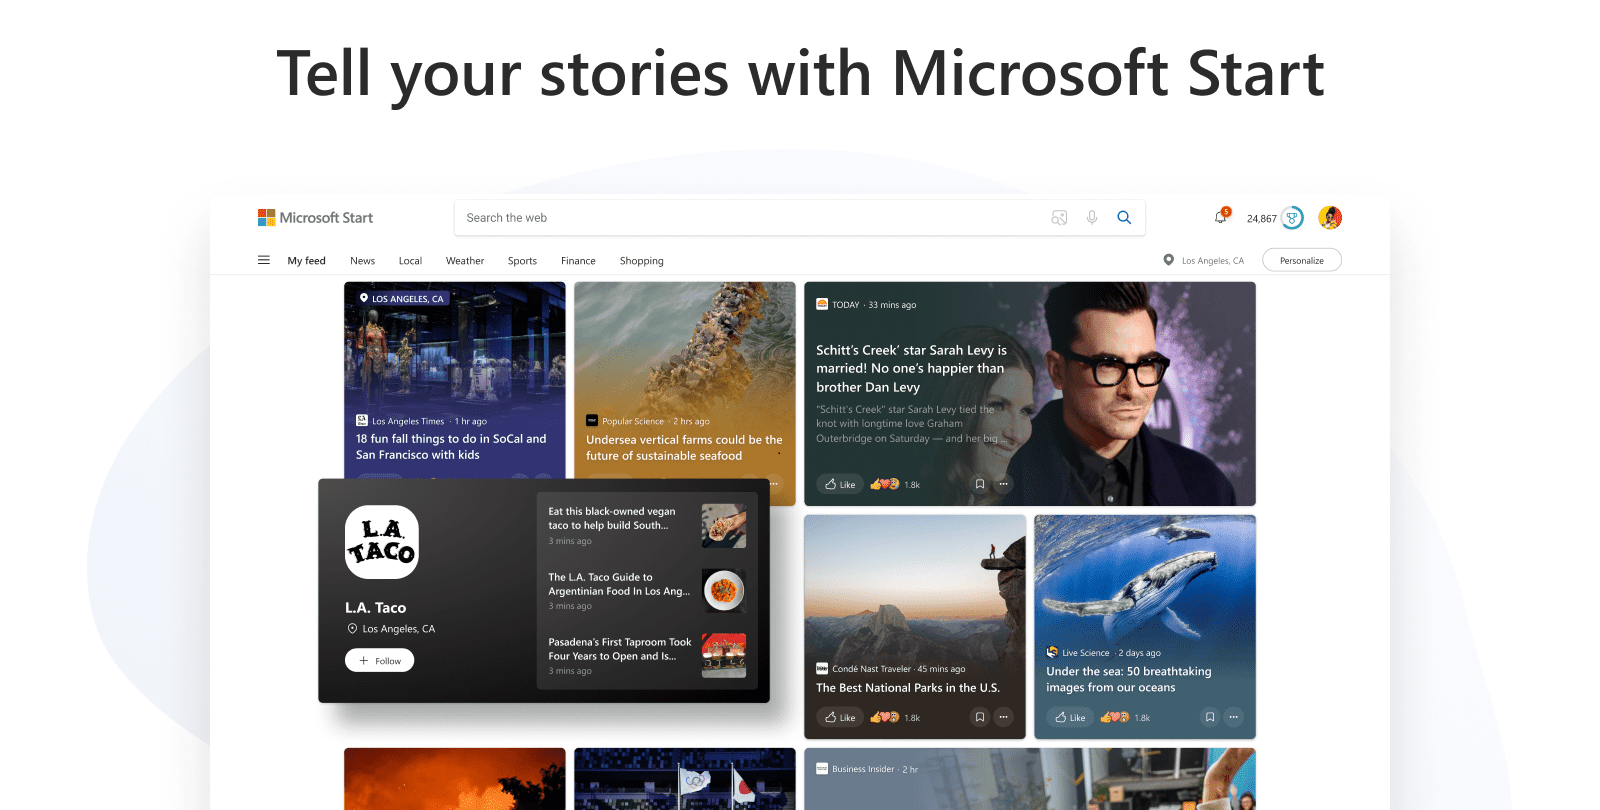 Tell your stories with Microsoft Start
Microsoft Start
Search the web
5
24,867
My feed
News
Local
Weather
Sports
Finance
Shopping
Los Angeles, CA
Personalize
LOS ANGELES, CA
Los Angeles Times · 1 hr ago
18 fun fall things to do in SoCal and
San Francisco with kids
Popular Science · 2 hrs ago
Undersea vertical farms could be the
future of sustainable seafood
TODAY · 33 mins ago
Schitt’s Creek’ star Sarah Levy is
married! No one’s happier than
brother Dan Levy
"Schitt's Creek" star Sarah Levy tied the
knot with longtime love Graham
Outerbridge on Saturday — and her big ...
Like
1.8k
L.A.
TACO
L.A. Taco
Los Angeles, CA
Follow
Eat this black-owned vegan
taco to help build South...
3 mins ago
The L.A. Taco Guide to
Argentinian Food In Los Ang...
3 mins ago
Pasadena’s First Taproom Took
Four Years to Open and Is...
3 mins ago
Condé Nast Traveler · 45 mins ago
The Best National Parks in the U.S.
Like
1.8k
Live Science · 2 days ago
Under the sea: 50 breathtaking
images from our oceans
Like
1.8k
Business Insider · 2 hr